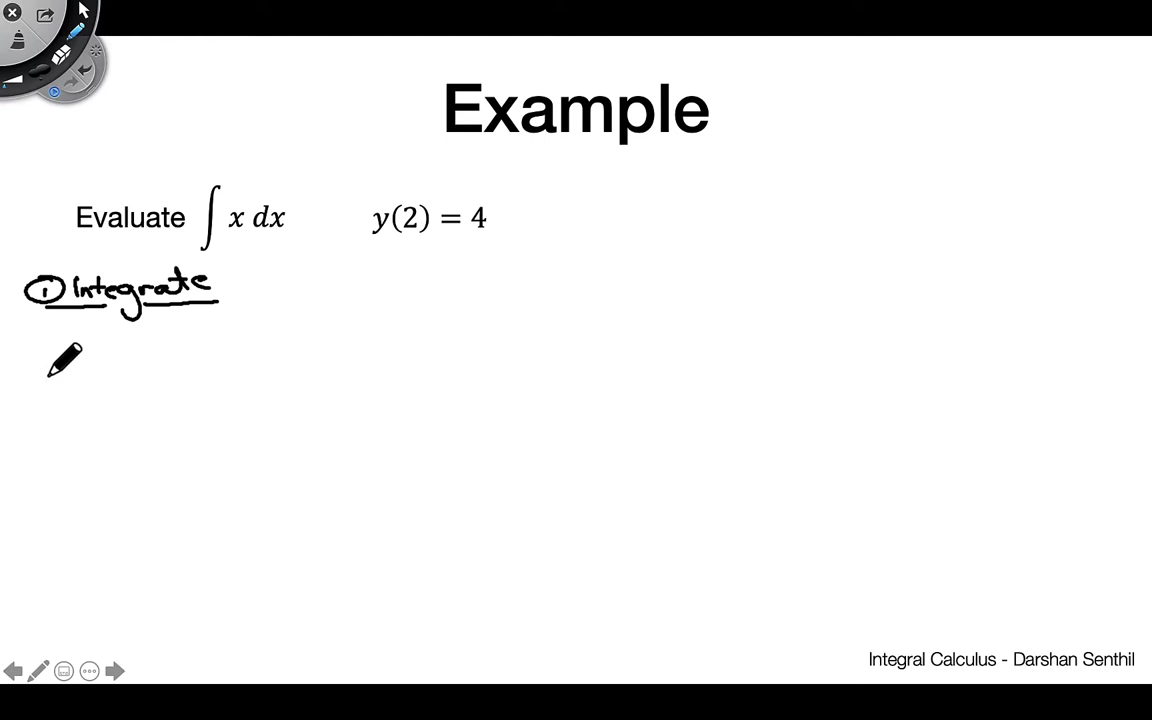 Example
Evaluate ∫ x dx y(2) = 4
① Integrate
Integral Calculus - Darshan Senthil